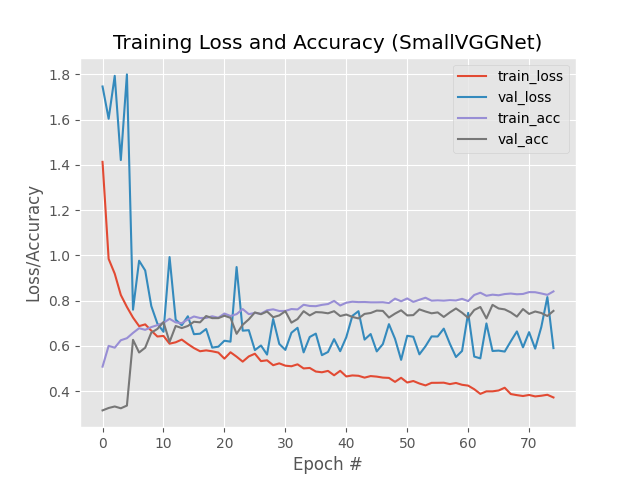 Training Loss and Accuracy (SmallVGGNet)
train_loss
val_loss
train_acc
val_acc
1.8
1.6
1.4
1.2
1.0
0.8
0.6
0.4
Loss/Accuracy
0 10 20 30 40 50 60 70
Epoch #